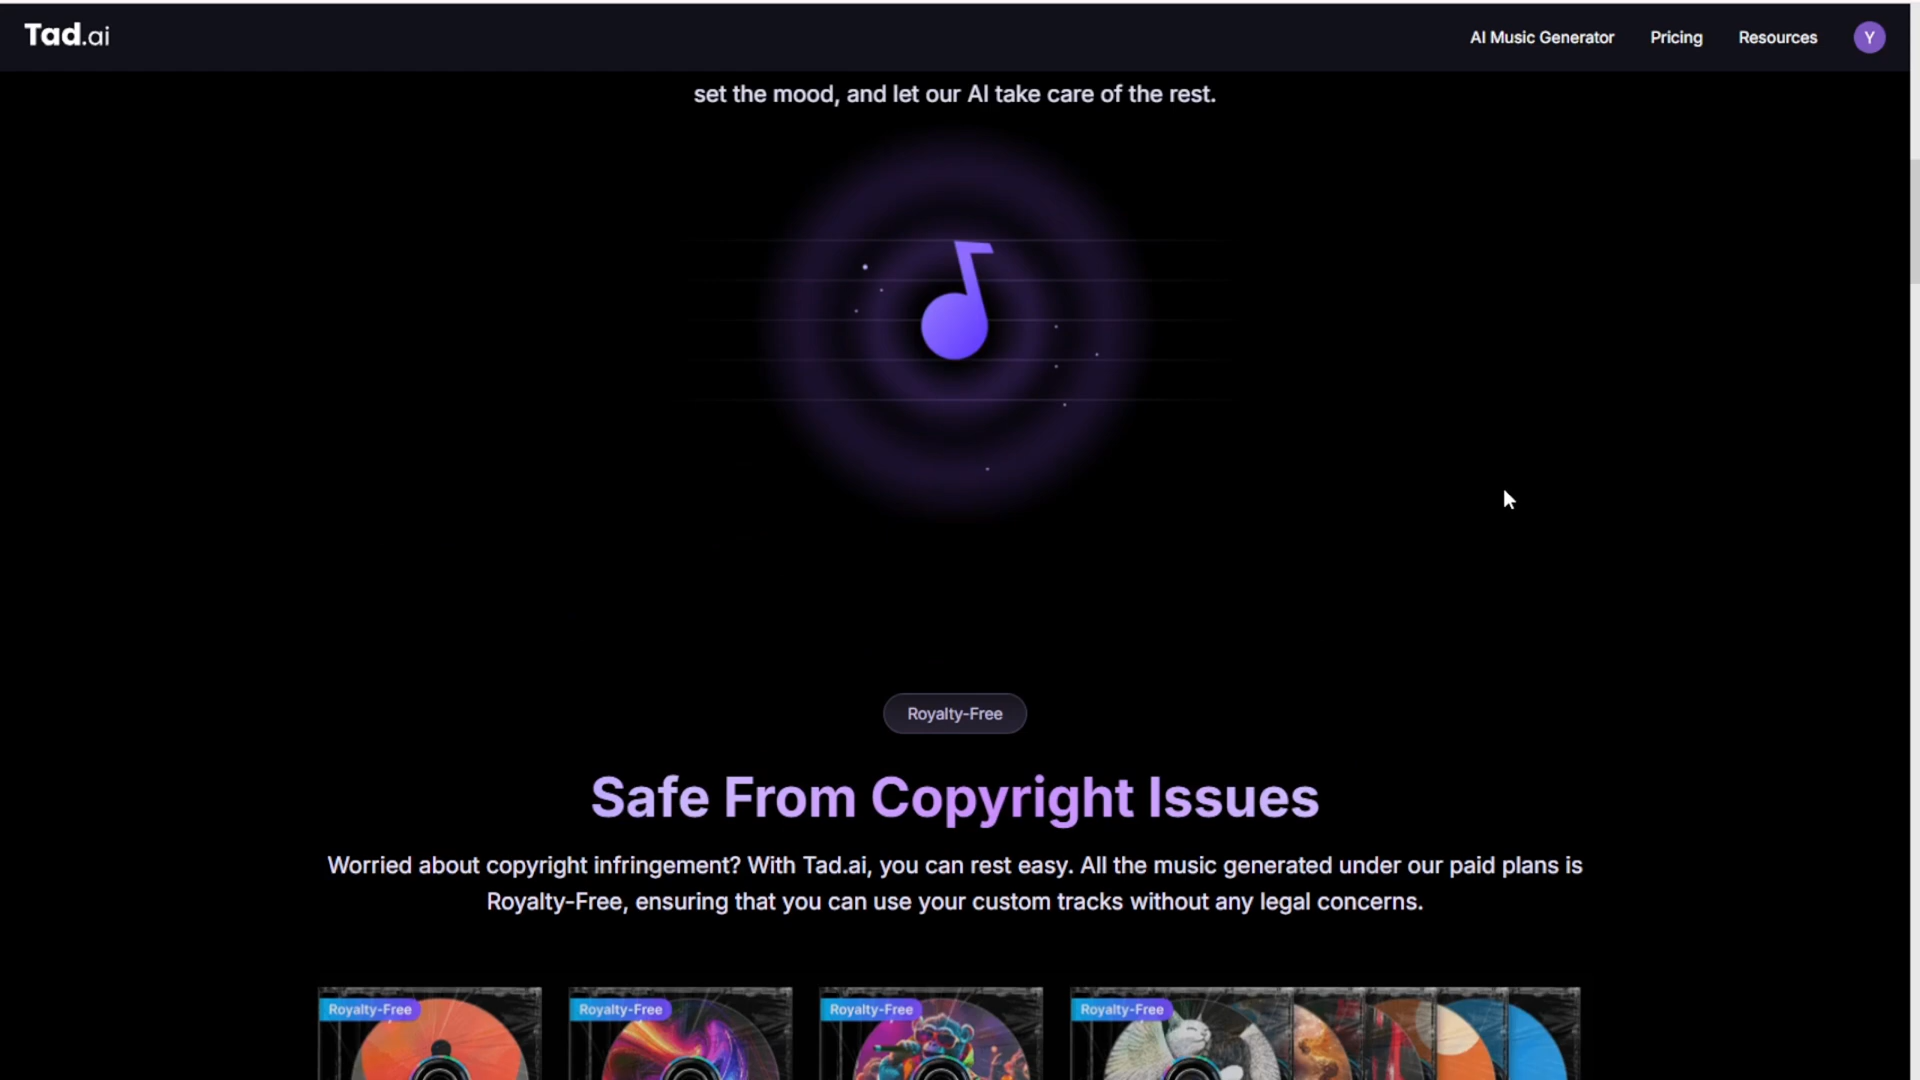 Tad.ai
AI Music Generator
Pricing
Resources
Y
set the mood, and let our AI take care of the rest.
Royalty-Free
Safe From Copyright Issues
Worried about copyright infringement? With Tad.ai, you can rest easy. All the music generated under our paid plans is
Royalty-Free, ensuring that you can use your custom tracks without any legal concerns.
Royalty-Free
Royalty-Free
Royalty-Free
Royalty-Free